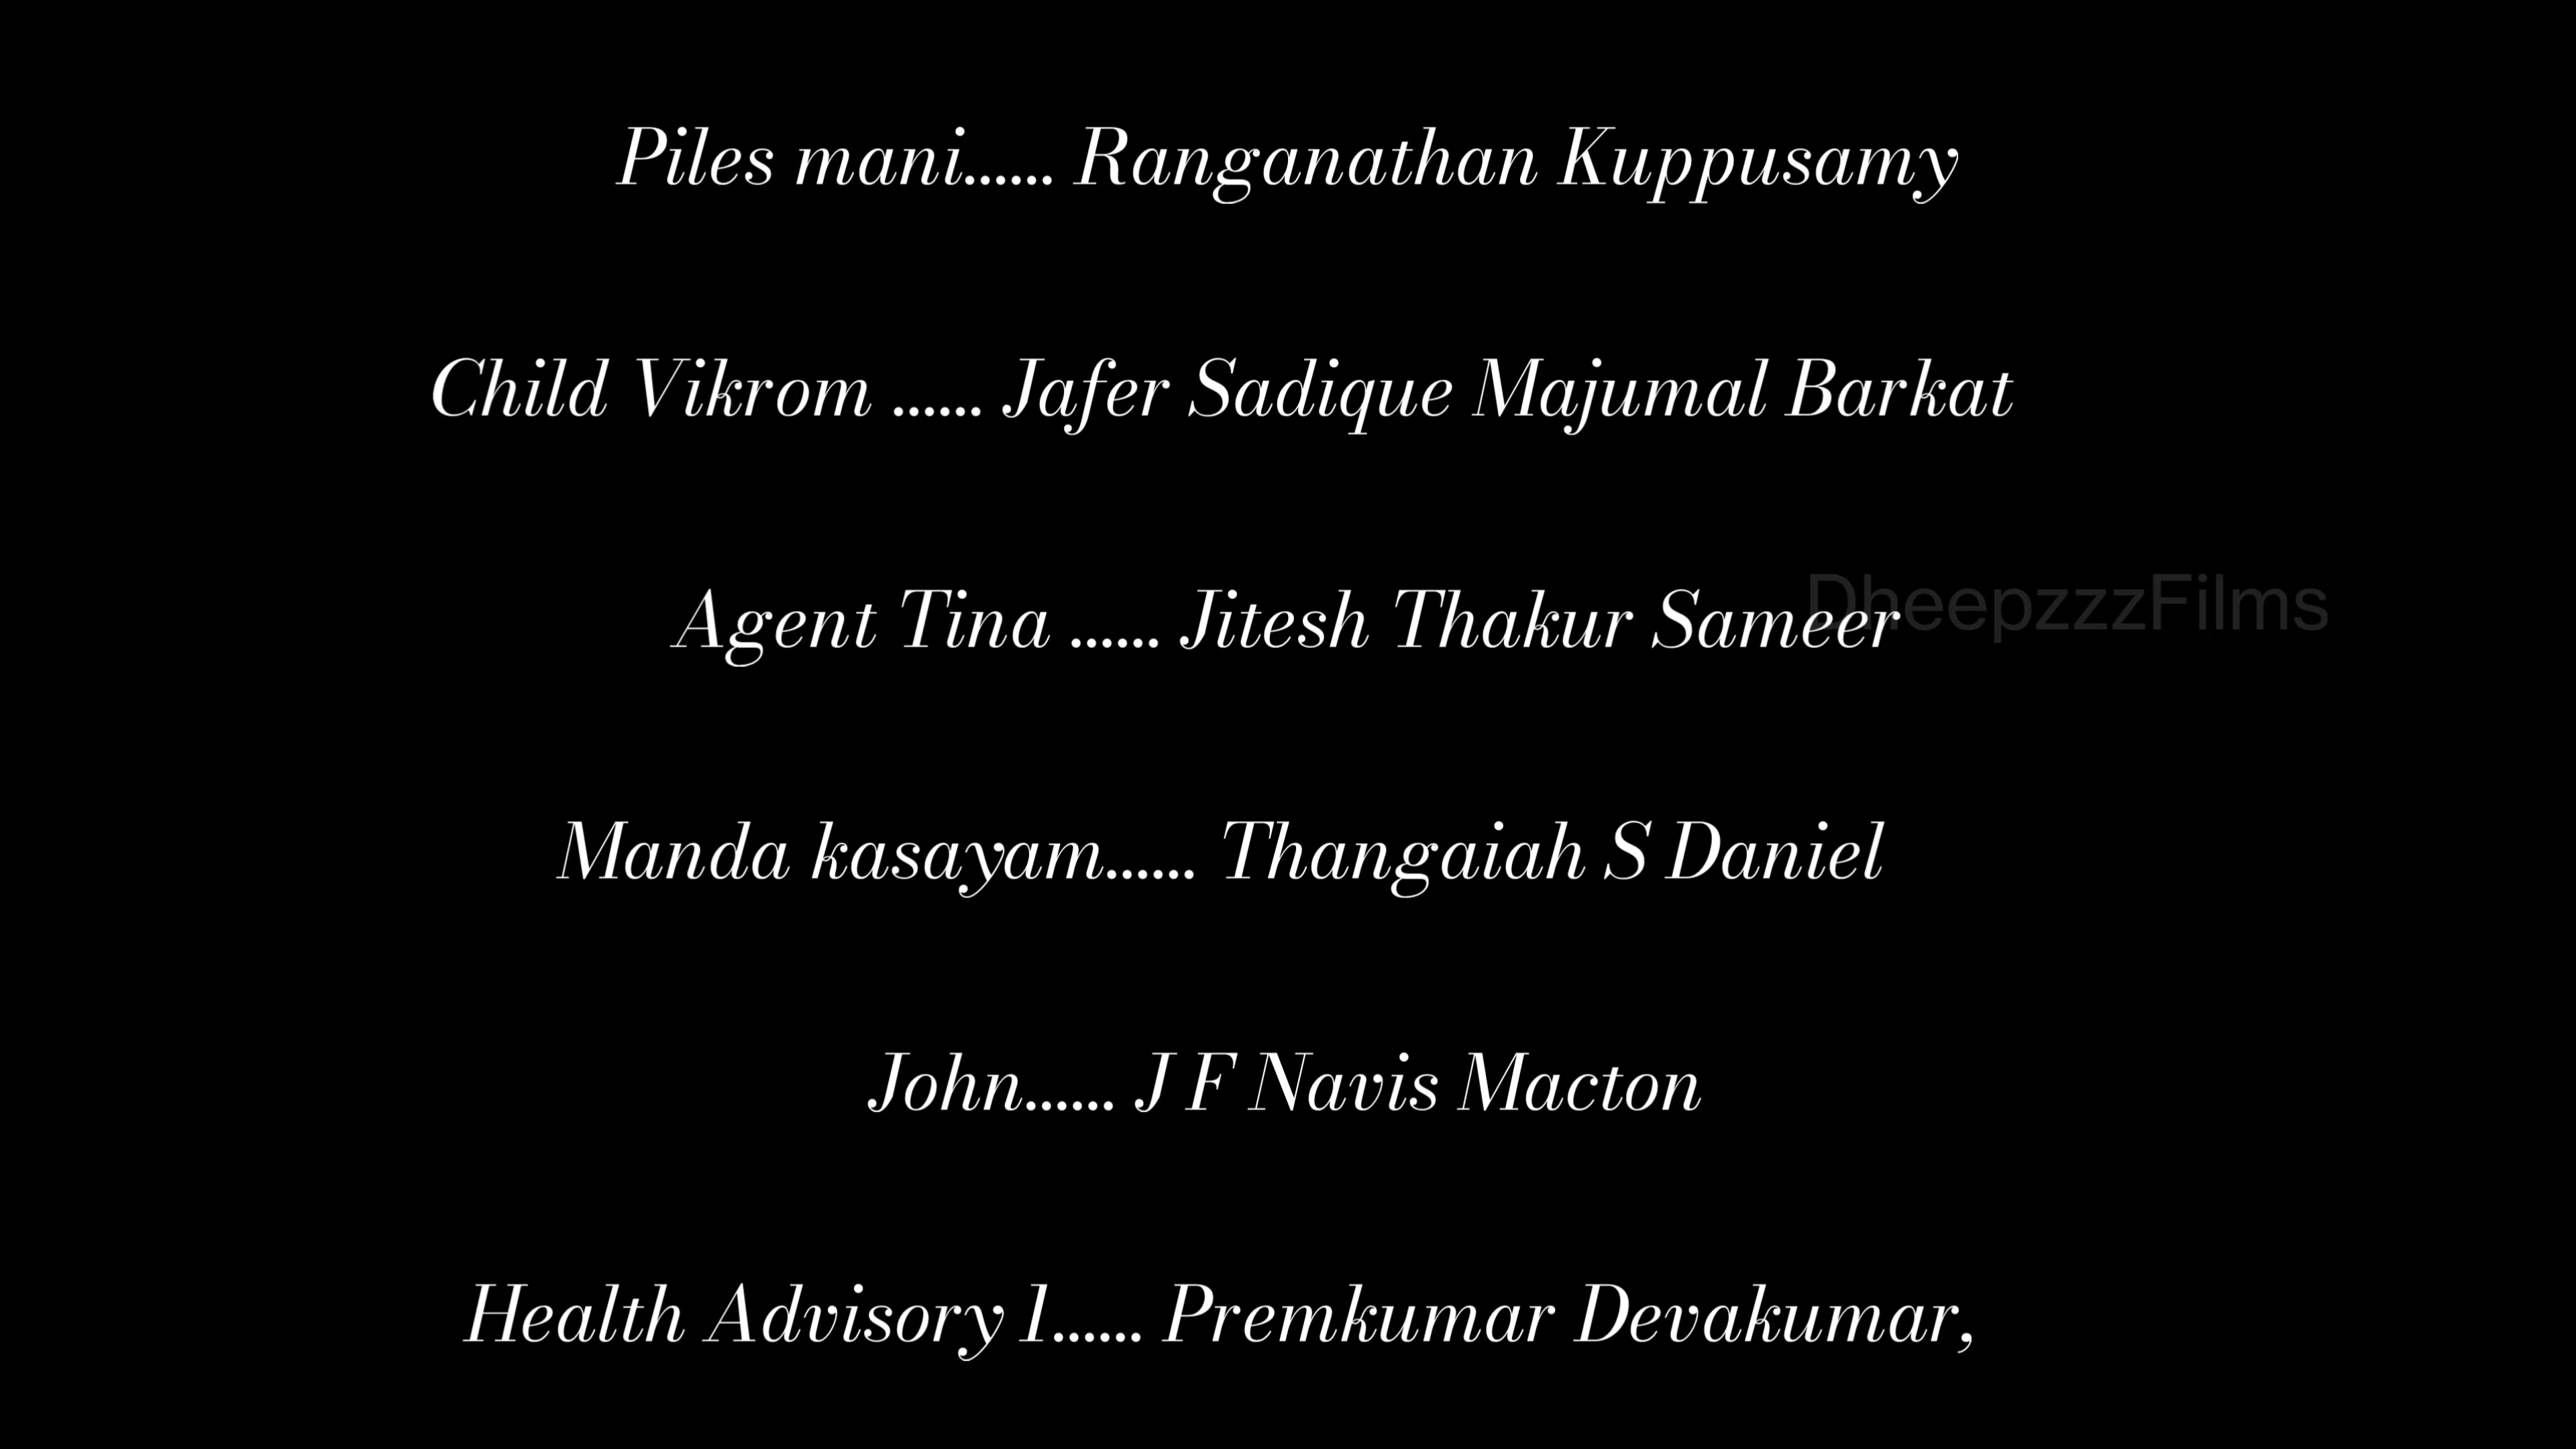 Piles mani...... Ranganathan Kuppusamy
Child Vikrom ...... Jafer Sadique Majumal Barkat
Agent Tina ...... Jitesh Thakur Sameer
DheepzzzFilms
Manda kasayam...... Thangaiah S Daniel
John...... J F Navis Macton
Health Advisory 1...... Premkumar Devakumar,